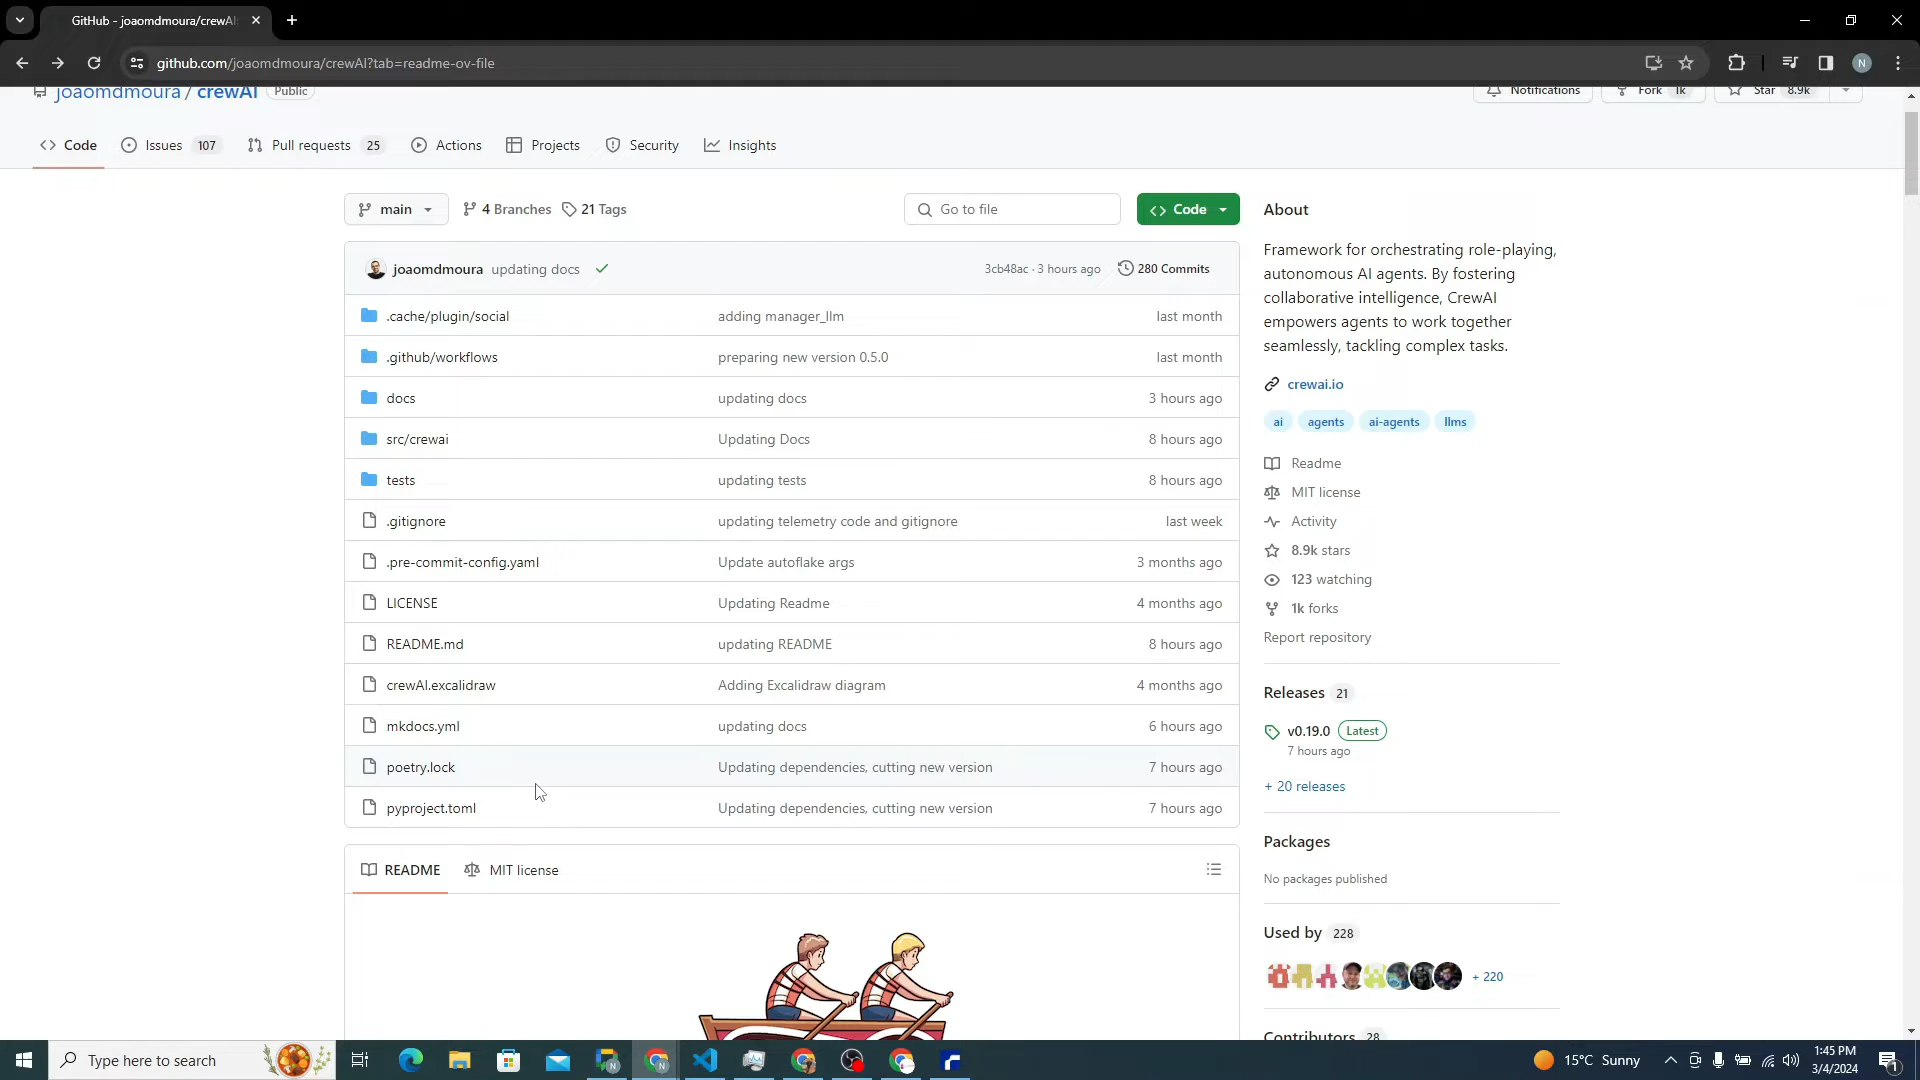 GitHub - joaomdmoura/crewAI:
github.com/joaomdmoura/crewAI?tab=readme-ov-file
N
joaomdmoura / crewAI Public
Notifications Fork 1k Star 8.9k
Code Issues 107 Pull requests 25 Actions Projects Security Insights
main 4 Branches 21 Tags Go to file Code
joaomdmoura updating docs 3cb48ac · 3 hours ago 280 Commits
.cache/plugin/social adding manager_llm last month
.github/workflows preparing new version 0.5.0 last month
docs updating docs 3 hours ago
src/crewai Updating Docs 8 hours ago
tests updating tests 8 hours ago
.gitignore updating telemetry code and gitignore last week
.pre-commit-config.yaml Update autoflake args 3 months ago
LICENSE Updating Readme 4 months ago
README.md updating README 8 hours ago
crewAI.excalidraw Adding Excalidraw diagram 4 months ago
mkdocs.yml updating docs 6 hours ago
poetry.lock Updating dependencies, cutting new version 7 hours ago
pyproject.toml Updating dependencies, cutting new version 7 hours ago
README MIT license
About
Framework for orchestrating role-playing,
autonomous AI agents. By fostering
collaborative intelligence, CrewAI
empowers agents to work together
seamlessly, tackling complex tasks.
crewai.io
ai agents ai-agents llms
Readme
MIT license
Activity
8.9k stars
123 watching
1k forks
Report repository
Releases 21
v0.19.0 Latest
7 hours ago
+ 20 releases
Packages
No packages published
Used by 228
+ 220
Contributors 28
Type here to search
15°C Sunny
1:45 PM
3/4/2024
1